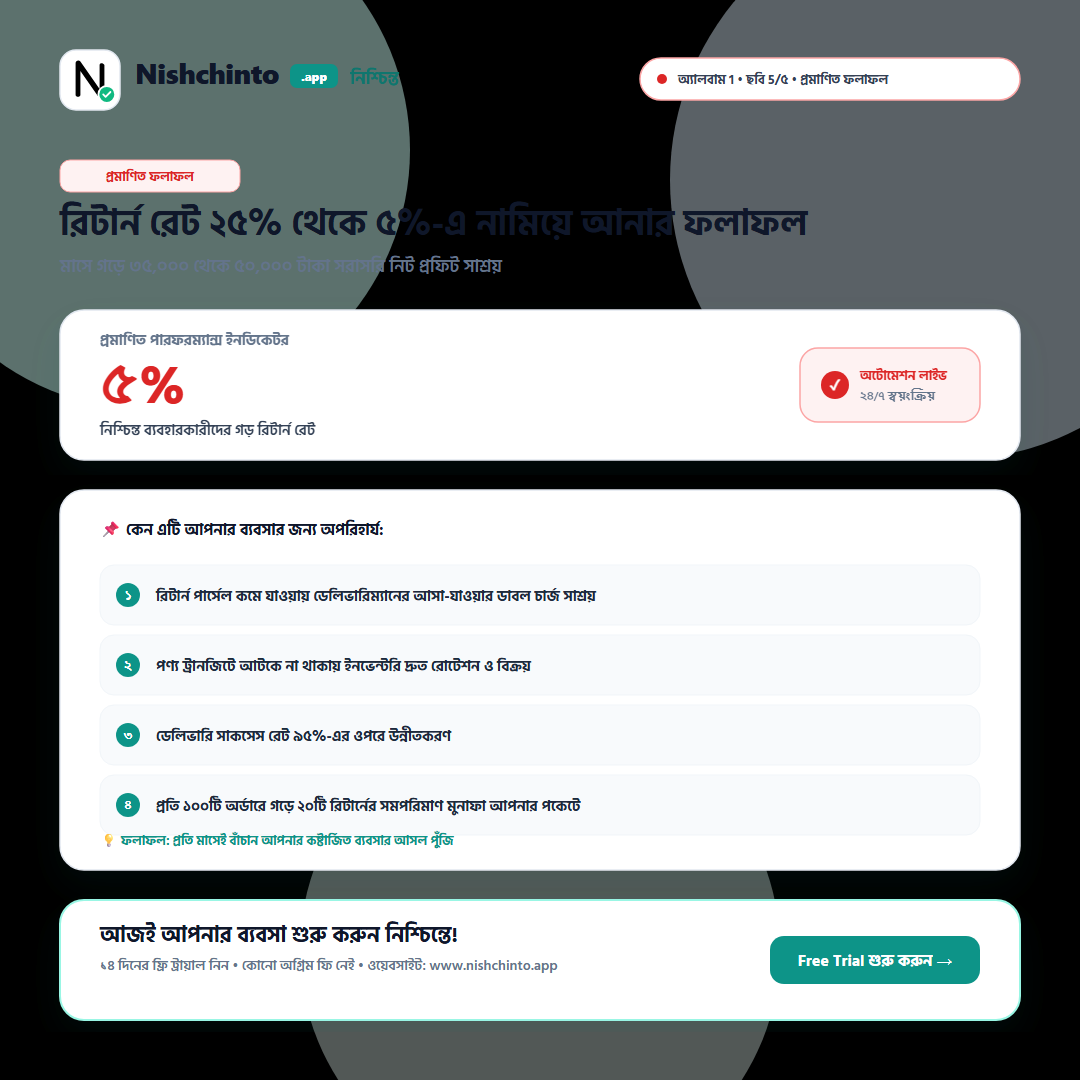 Nishchinto .app নিশ্চিন্ত
অ্যালবাম 1 • ছবি 5/৫ • প্রমাণিত ফলাফল
প্রমাণিত ফলাফল
রিটার্ন রেট ২৫% থেকে ৫%-এ নামিয়ে আনার ফলাফল
মাসে গড়ে ৩৫,০০০ থেকে ৫০,০০০ টাকা সরাসরি নিট প্রফিট সাশ্রয়
প্রমাণিত পারফরম্যান্স ইনডিকেটর
৫%
নিশ্চিন্ত ব্যবহারকারীদের গড় রিটার্ন রেট
অটোমেশন লাইভ
২৪/৭ স্বয়ংক্রিয়
📌 কেন এটি আপনার ব্যবসার জন্য অপরিহার্য:
১ রিটার্ন পার্সেল কমে যাওয়ায় ডেলিভারিম্যানের আসা-যাওয়ার ডাবল চার্জ সাশ্রয়
২ পণ্য ট্রানজিটে আটকে না থাকায় ইনভেন্টরি দ্রুত রোটেশন ও বিক্রয়
৩ ডেলিভারি সাকসেস রেট ৯৫%-এর ওপরে উন্নীতকরণ
৪ প্রতি ১০০টি অর্ডারে গড়ে ২০টি রিটার্নের সমপরিমাণ মুনাফা আপনার পকেটে
💡 ফলাফল: প্রতি মাসেই বাঁচান আপনার কষ্টার্জিত ব্যবসার আসল পুঁজি
আজই আপনার ব্যবসা শুরু করুন নিশ্চিন্তে!
১৪ দিনের ফ্রি ট্রায়াল নিন • কোনো অগ্রিম ফি নেই • ওয়েবসাইট: www.nishchinto.app
Free Trial শুরু করুন →